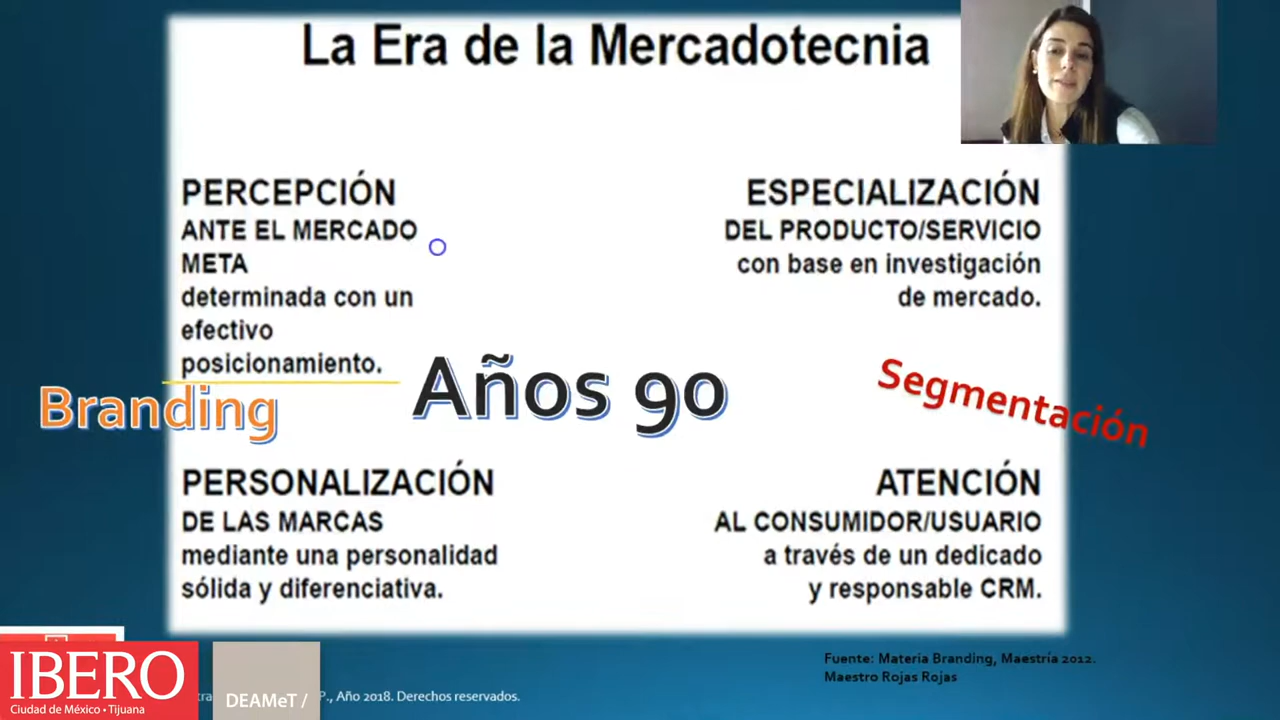 La Era de la Mercadotecnia
PERCEPCIÓN
ANTE EL MERCADO
META
determinada con un
efectivo
posicionamiento.
ESPECIALIZACIÓN
DEL PRODUCTO/SERVICIO
con base en investigación
de mercado.
Branding
Años 90
Segmentación
PERSONALIZACIÓN
DE LAS MARCAS
mediante una personalidad
sólida y diferenciativa.
ATENCIÓN
AL CONSUMIDOR/USUARIO
a través de un dedicado
y responsable CRM.
Fuente: Materia Branding, Maestría 2012.
Maestro Rojas Rojas
IBERO
Ciudad de México • Tijuana
DEAMeT /
P., Año 2018. Derechos reservados.